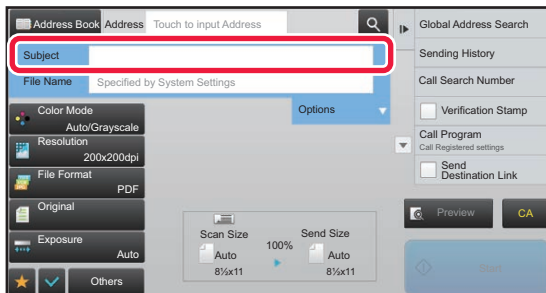 Address Book Address Touch to input Address
Subject
File Name Specified by System Settings
Options
Color Mode
Auto/Grayscale
Resolution
200x200dpi
File Format
PDF
Original
Exposure
Auto
Others
Scan Size
Auto
8½x11
100%
Send Size
Auto
8½x11
Global Address Search
Sending History
Call Search Number
Verification Stamp
Call Program
Call Registered settings
Send
Destination Link
Preview
CA
Start